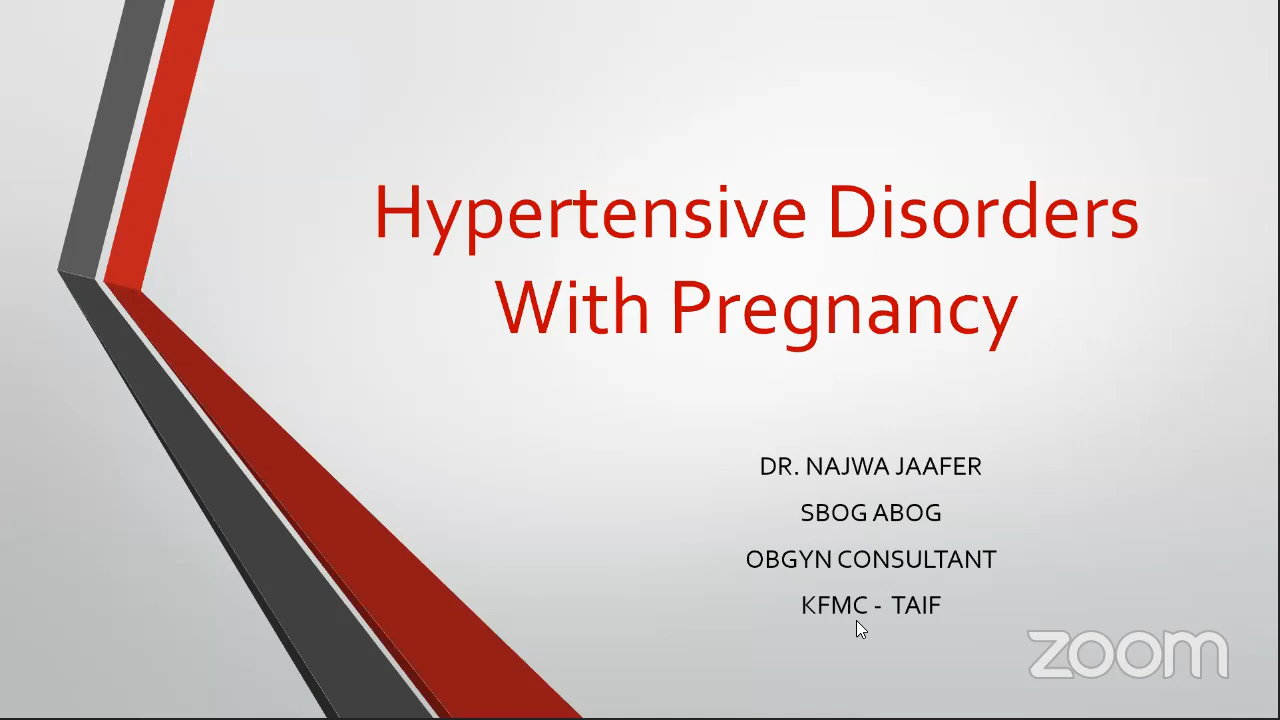 Hypertensive Disorders
With Pregnancy
DR. NAJWA JAAFER
SBOG ABOG
OBGYN CONSULTANT
KFMC - TAIF
zoom